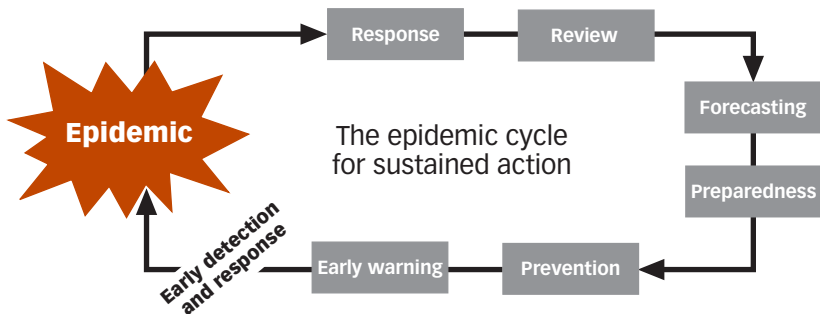 Response
Review
Epidemic
Forecasting
The epidemic cycle
for sustained action
Preparedness
Early detection
and response
Early warning
Prevention